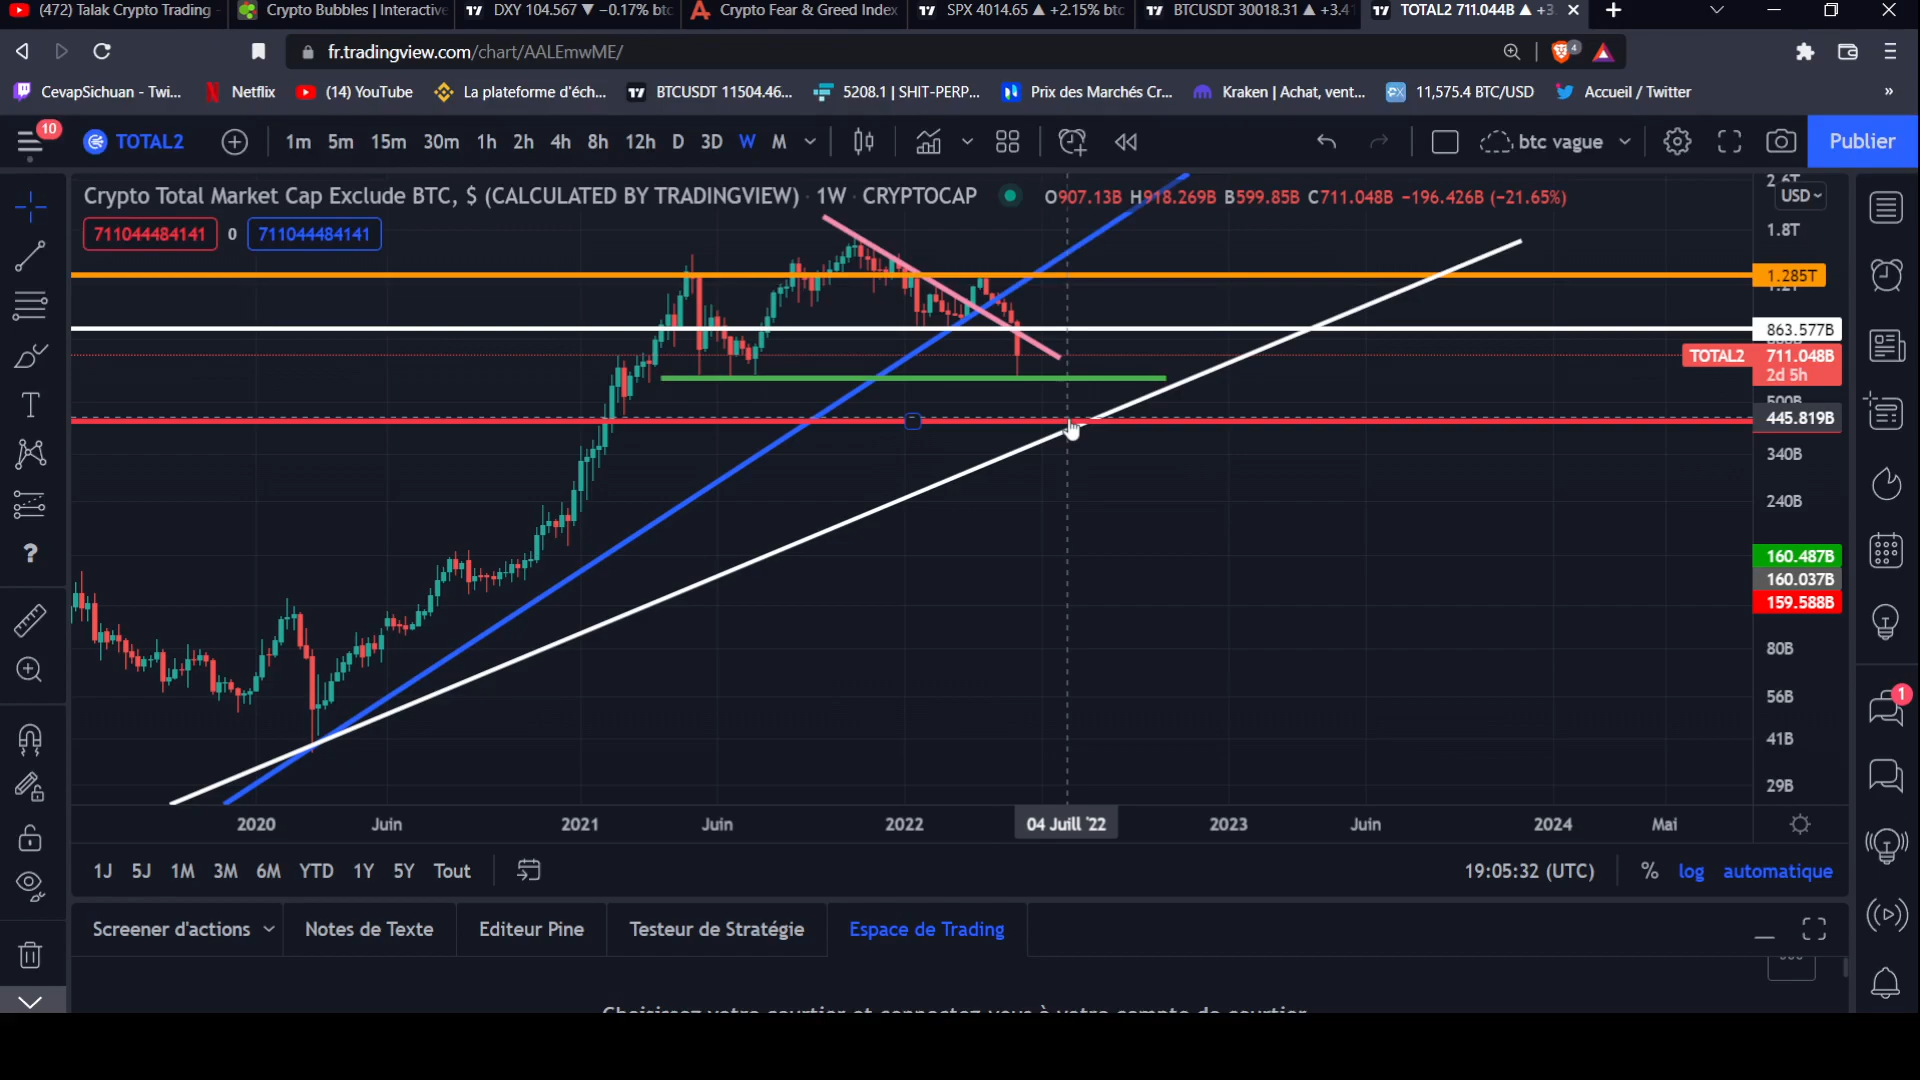 (472) Talak Crypto Trading
Crypto Bubbles | Interactive
DXY 104.567 ▼ −0.17% btc
Crypto Fear & Greed Index
SPX 4014.65 ▲ +2.15% btc
BTCUSDT 30018.31 ▲ +3.41
TOTAL2 711.044B ▲ +3.
fr.tradingview.com/chart/AALEmwME/
4
CevapSichuan - Twi...
Netflix
(14) YouTube
La plateforme d'éch...
BTCUSDT 11504.46...
5208.1 | SHIT-PERP...
Prix des Marchés Cr...
Kraken | Achat, vent...
11,575.4 BTC/USD
Accueil / Twitter
»
10
TOTAL2
1m 5m 15m 30m 1h 2h 4h 8h 12h D 3D W M
btc vague
Publier
Crypto Total Market Cap Exclude BTC, $ (CALCULATED BY TRADINGVIEW) · 1W · CRYPTOCAP
O907.13B H918.269B B599.85B C711.048B −196.426B (−21.65%)
711044484141 0 711044484141
USD
1.8T
1.285T
863.577B
TOTAL2 711.048B
2d 5h
445.819B
340B
240B
160.487B
160.037B
159.588B
80B
56B
41B
29B
2020 Juin 2021 Juin 2022 04 Juill '22 2023 Juin 2024 Mai
1J 5J 1M 3M 6M YTD 1Y 5Y Tout
19:05:32 (UTC) % log automatique
Screener d'actions
Notes de Texte
Editeur Pine
Testeur de Stratégie
Espace de Trading
1